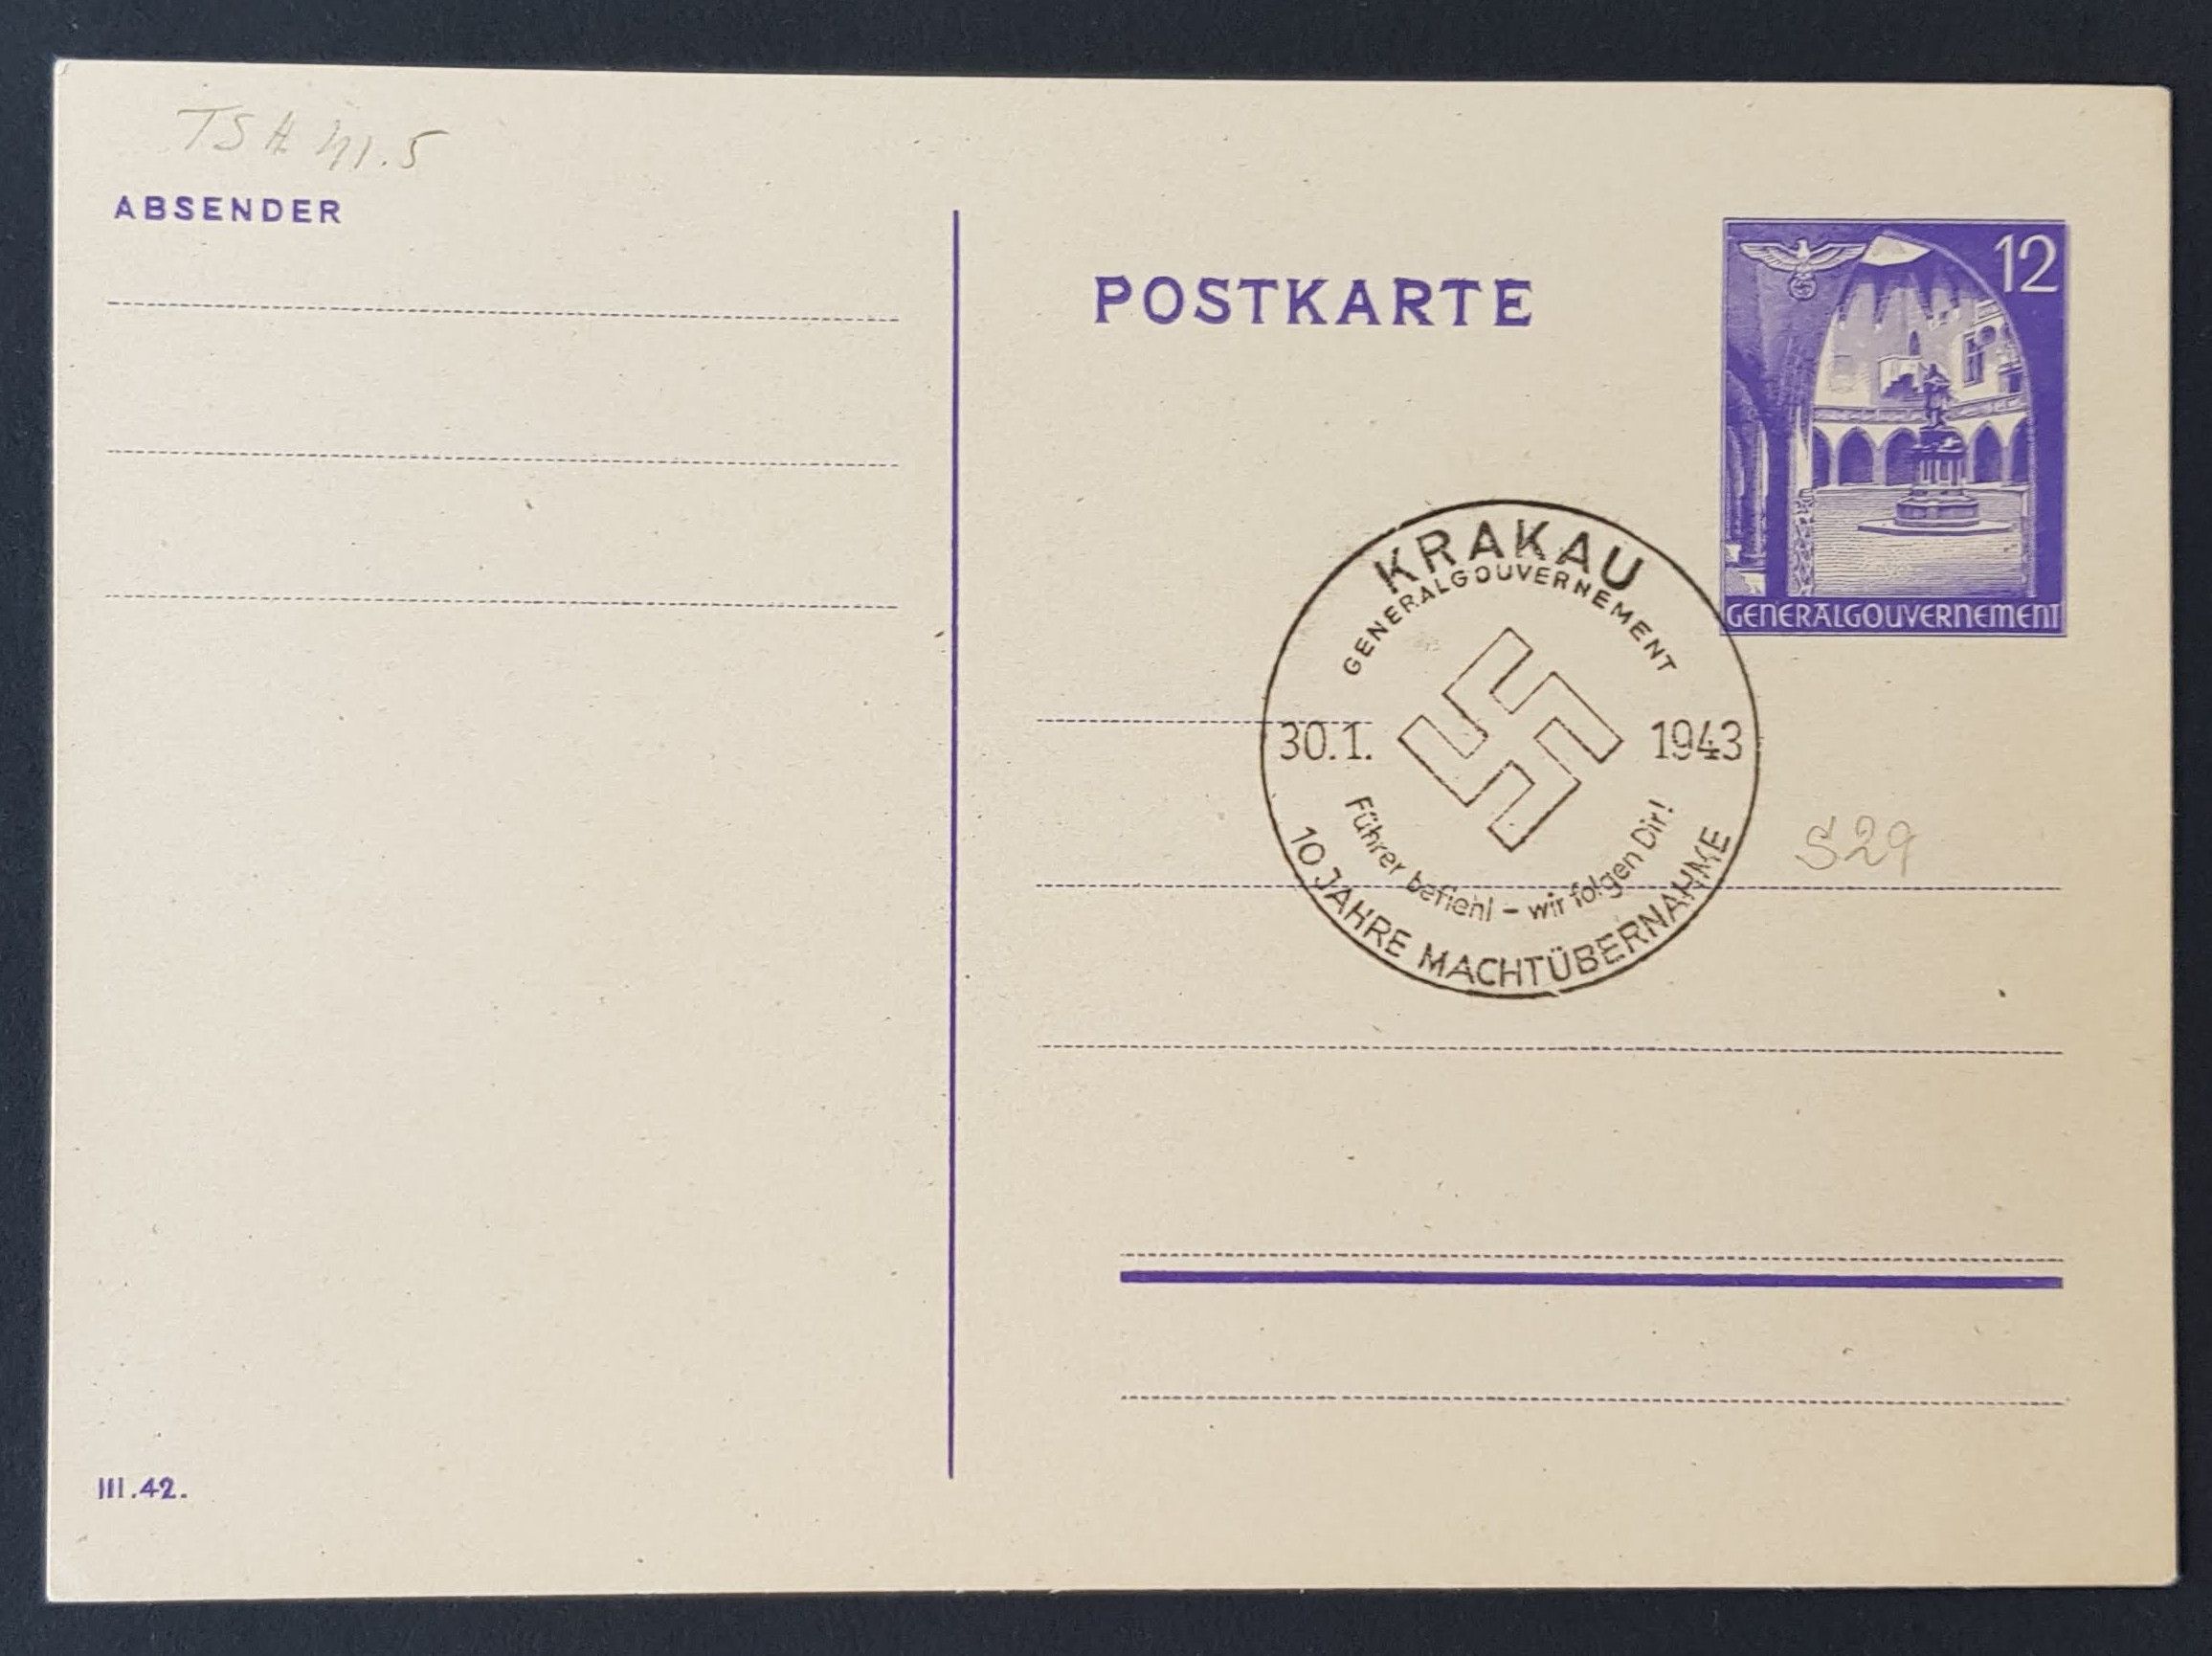 TSH 41.5
ABSENDER
POSTKARTE
12
GENERALGOUVERNEMENT
KRAKAU
GENERALGOUVERNEMENT
30.1. 1943
Führer befiehl – wir folgen Dir!
10 JAHRE MACHTÜBERNAHME
S29
III.42.